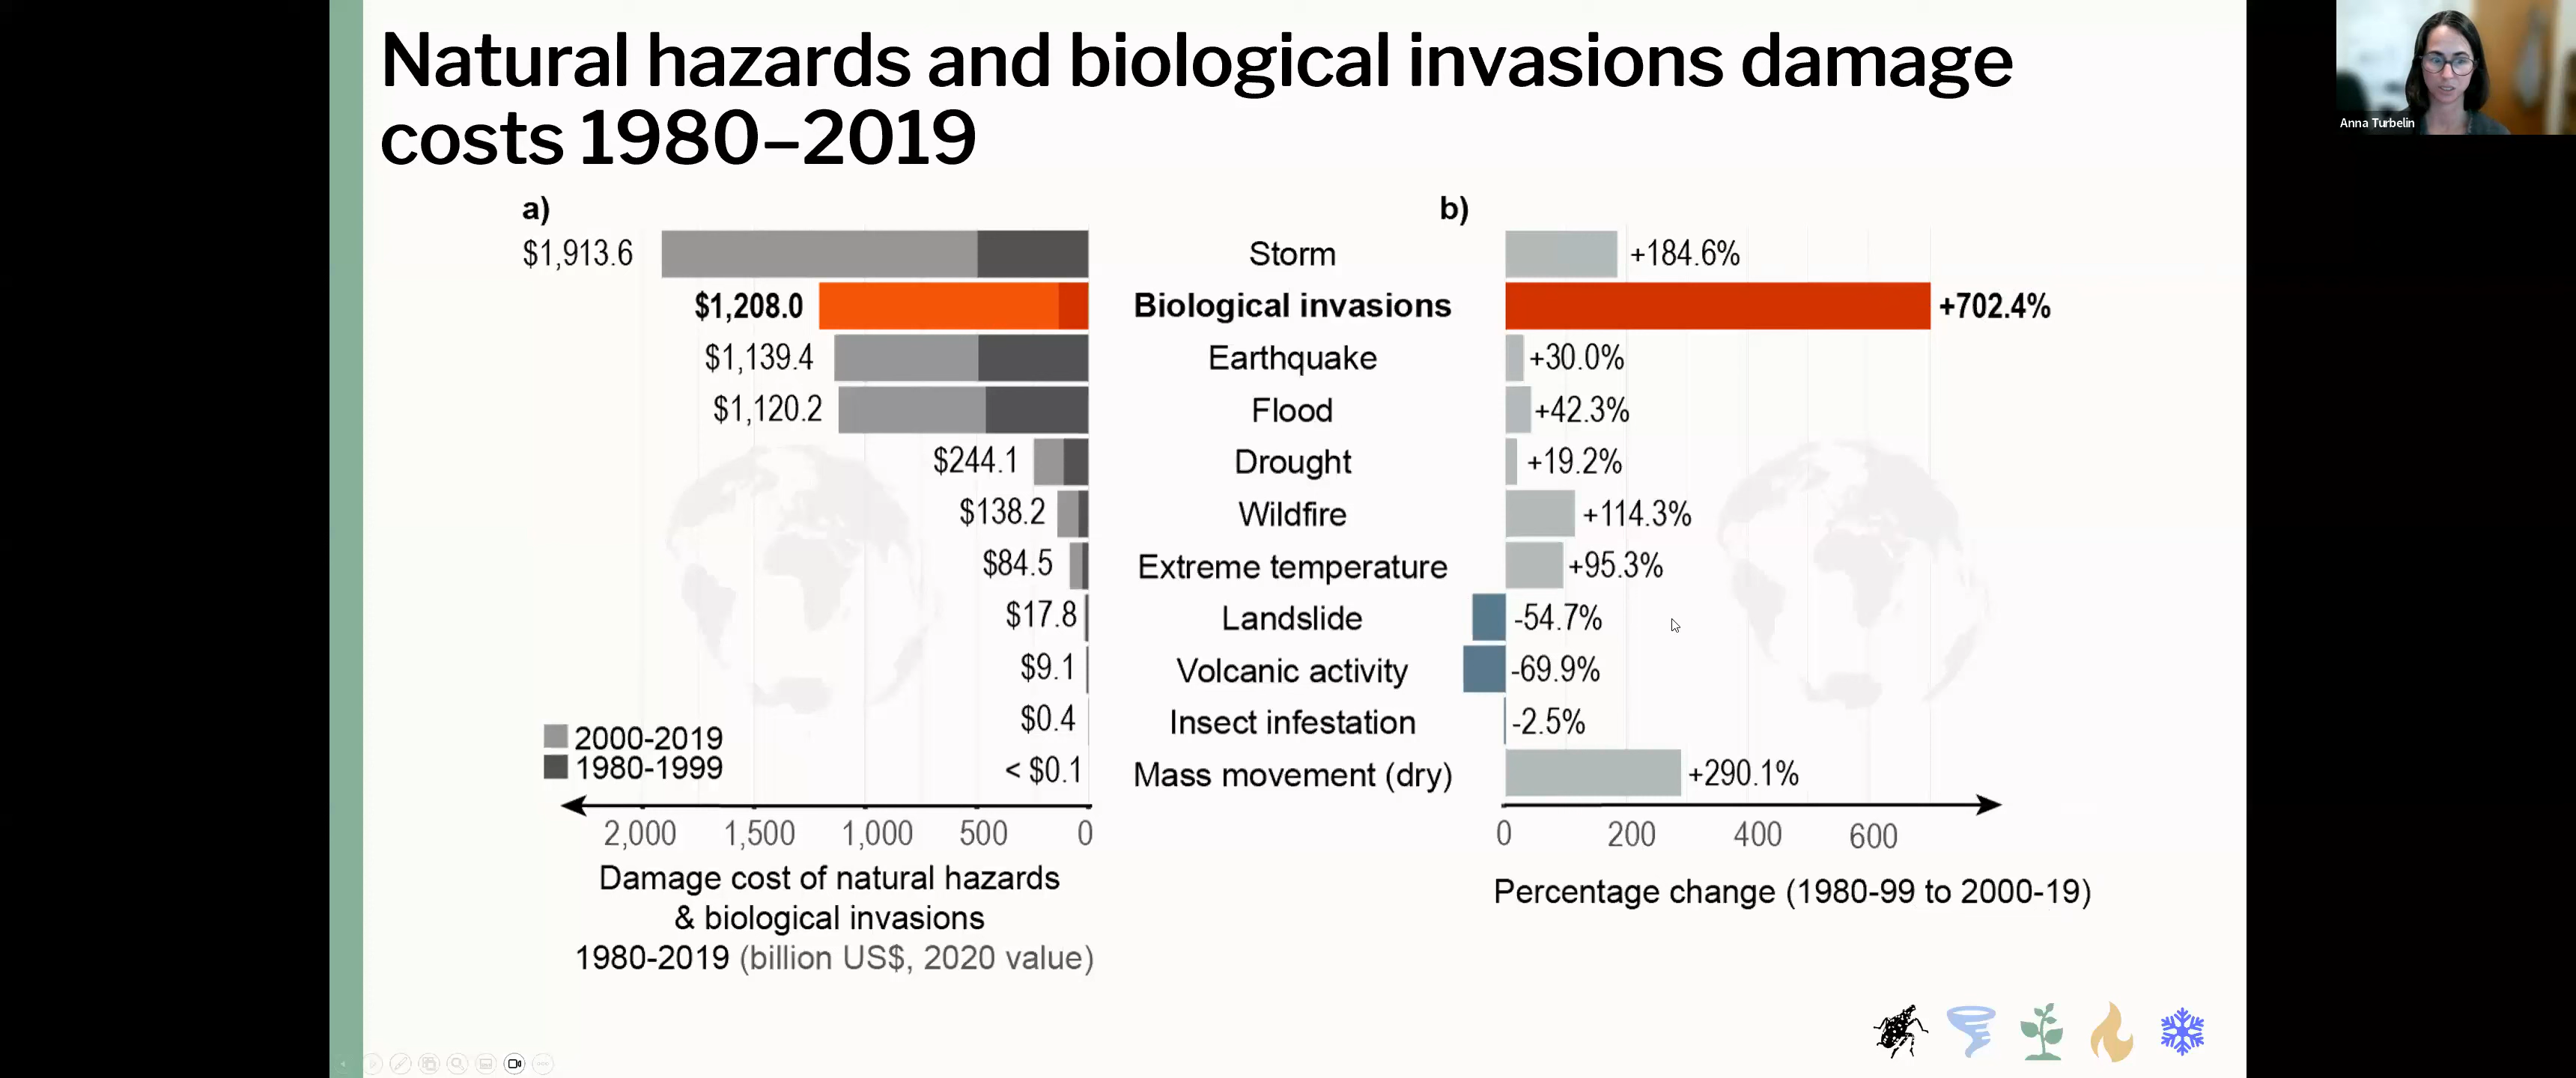 Natural hazards and biological invasions damage
costs 1980–2019
Anna Turbelin
a)
b)
$1,913.6
Storm
+184.6%
$1,208.0
Biological invasions
+702.4%
$1,139.4
Earthquake
+30.0%
$1,120.2
Flood
+42.3%
$244.1
Drought
+19.2%
$138.2
Wildfire
+114.3%
$84.5
Extreme temperature
+95.3%
$17.8
Landslide
-54.7%
$9.1
Volcanic activity
-69.9%
$0.4
Insect infestation
-2.5%
< $0.1
Mass movement (dry)
+290.1%
2000-2019
1980-1999
2,000
1,500
1,000
500
0
0
200
400
600
Damage cost of natural hazards
& biological invasions
1980-2019 (billion US$, 2020 value)
Percentage change (1980-99 to 2000-19)